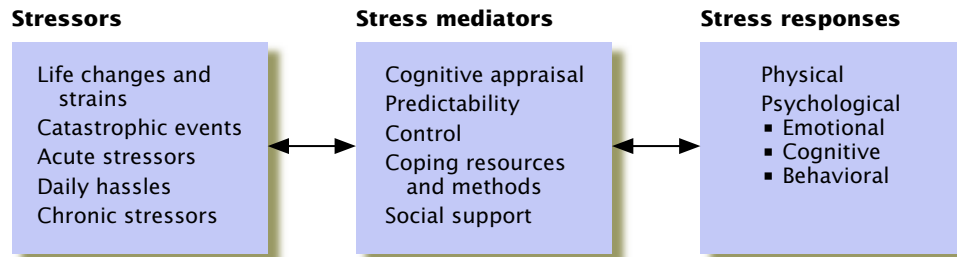 Stressors
Life changes and
strains
Catastrophic events
Acute stressors
Daily hassles
Chronic stressors
Stress mediators
Cognitive appraisal
Predictability
Control
Coping resources
and methods
Social support
Stress responses
Physical
Psychological
▪ Emotional
▪ Cognitive
▪ Behavioral